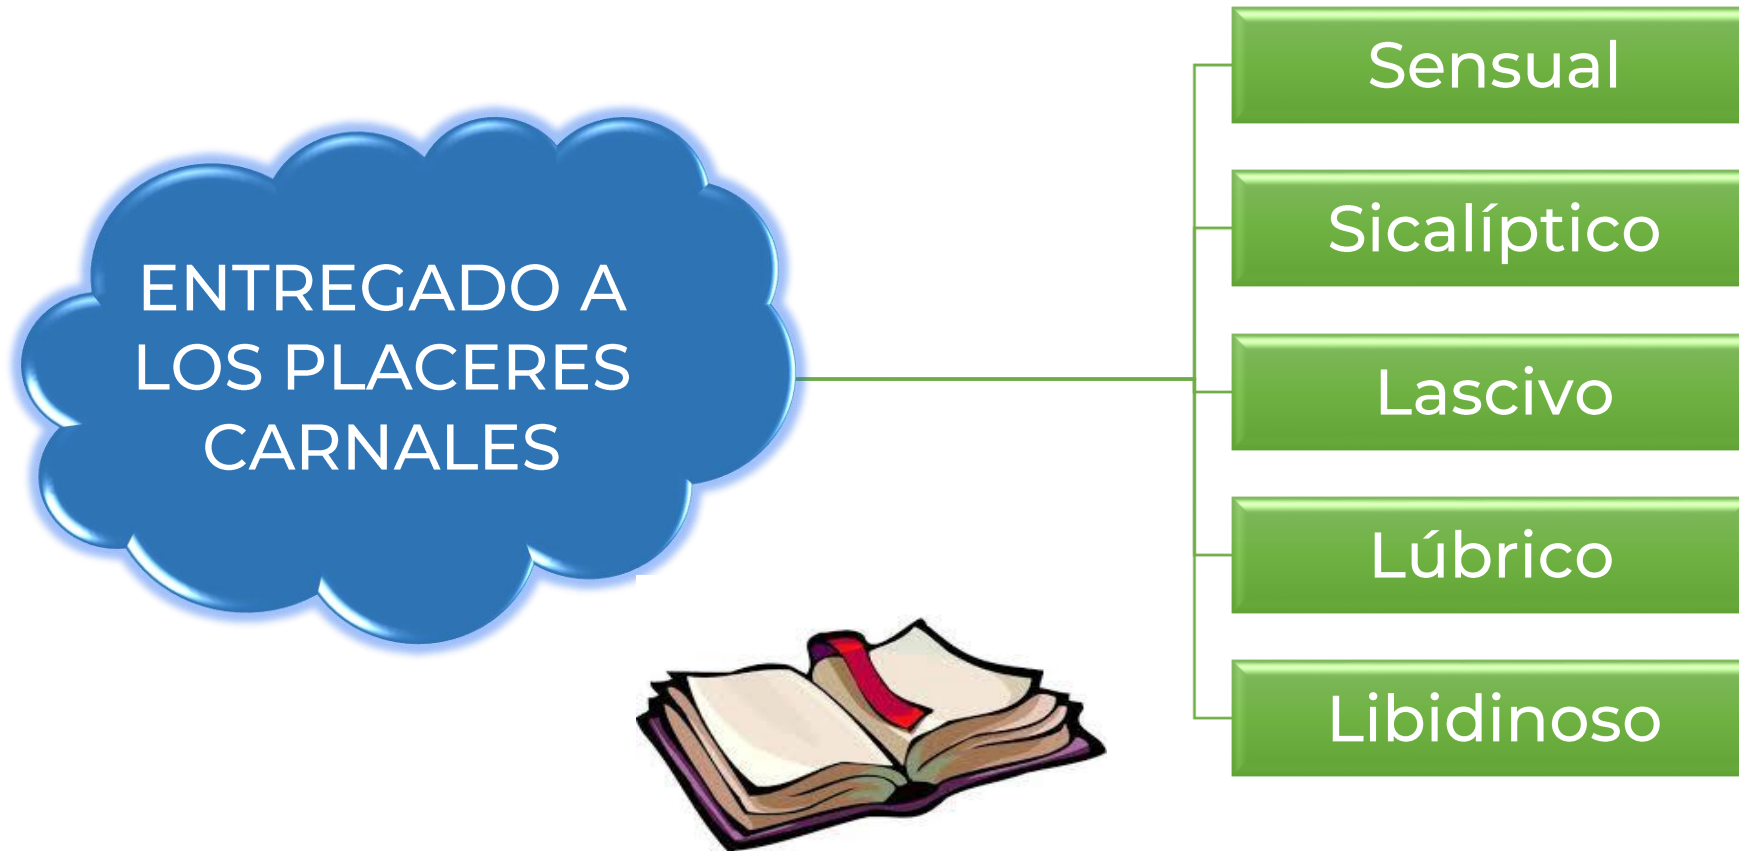 ENTREGADO A
LOS PLACERES
CARNALES
Sensual
Sicalíptico
Lascivo
Lúbrico
Libidinoso